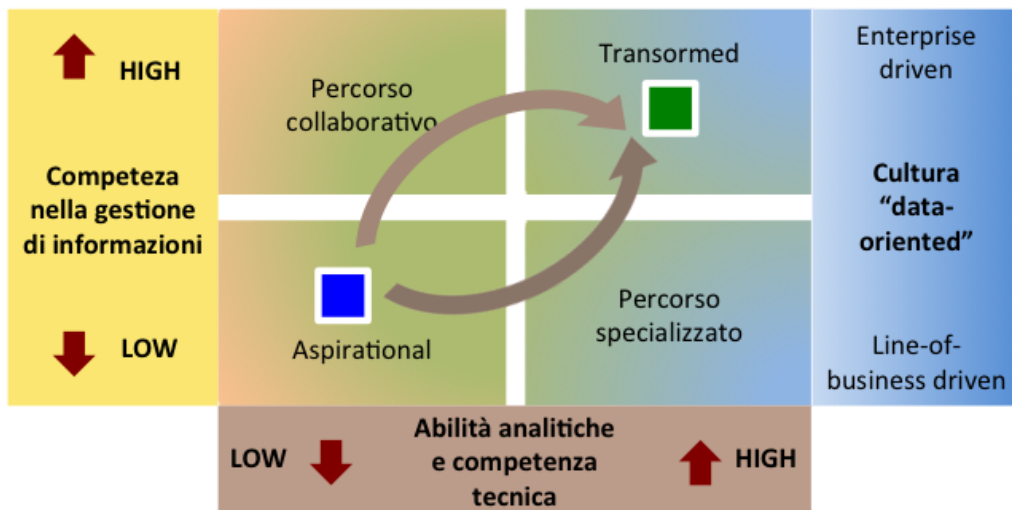 HIGH
Competeza
nella gestione
di informazioni
LOW
Percorso
collaborativo
Transormed
Aspirational
Percorso
specializzato
Enterprise
driven
Cultura
“data-
oriented”
Line-of-
business driven
LOW
Abilità analitiche
e competenza
tecnica
HIGH